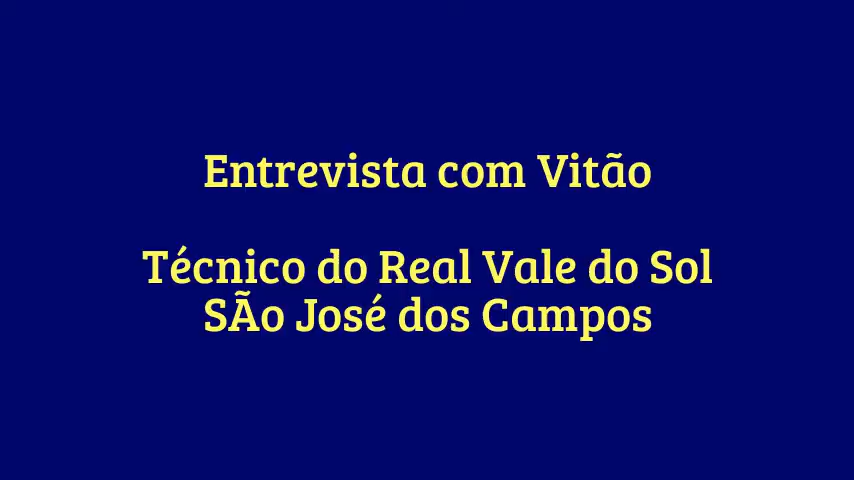 Entrevista com Vitão
Técnico do Real Vale do Sol
SÃo José dos Campos